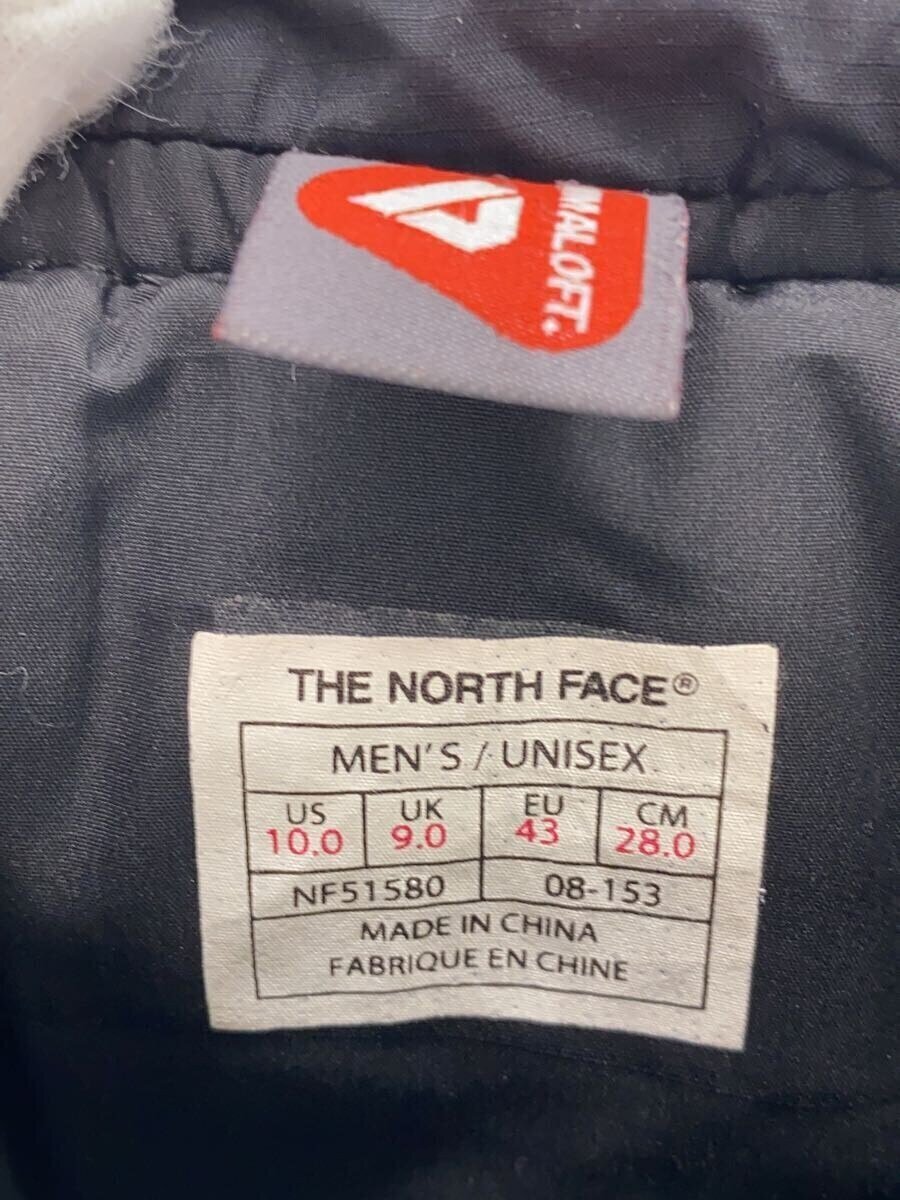 MALOFT.
THE NORTH FACE®
MEN'S / UNISEX
US UK EU CM
10.0 9.0 43 28.0
NF51580 08-153
MADE IN CHINA
FABRIQUE EN CHINE